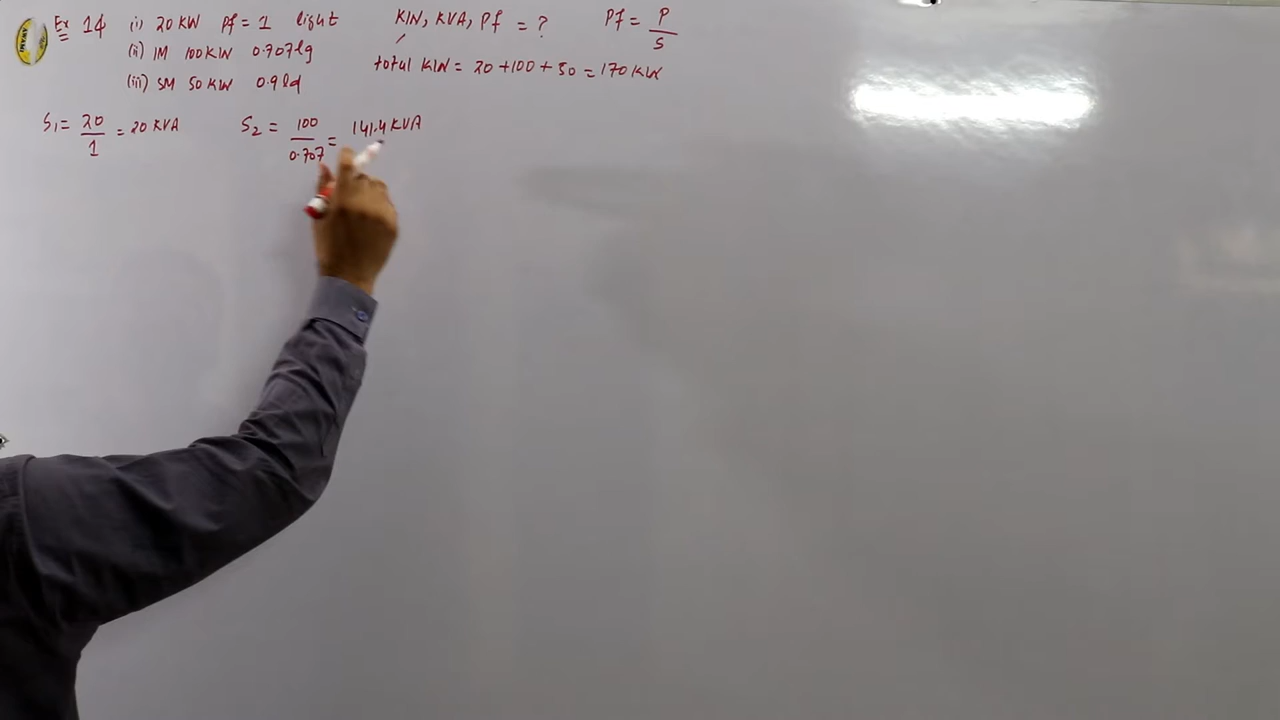 Ex 14 (i) 20 KW Pf = 1 light
(ii) IM 100 KW 0.707 lg
(iii) SM 50 KW 0.9 ld
KW, KVA, Pf = ?
Pf = P/S
total KW = 20 + 100 + 50 = 170 KW
S1 = 20/1 = 20 KVA
S2 = 100/0.707 = 141.4 KVA
AWANI